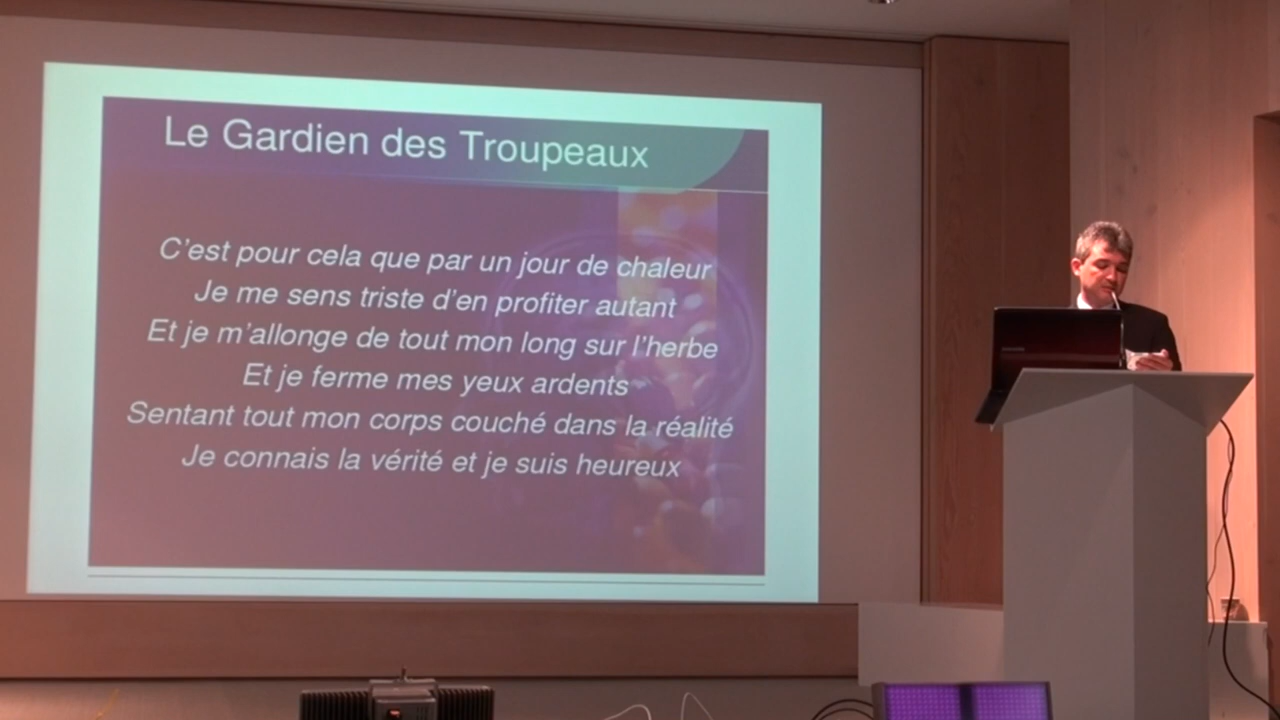 Le Gardien des Troupeaux
C'est pour cela que par un jour de chaleur
Je me sens triste d'en profiter autant
Et je m'allonge de tout mon long sur l'herbe
Et je ferme mes yeux ardents
Sentant tout mon corps couché dans la réalité
Je connais la vérité et je suis heureux